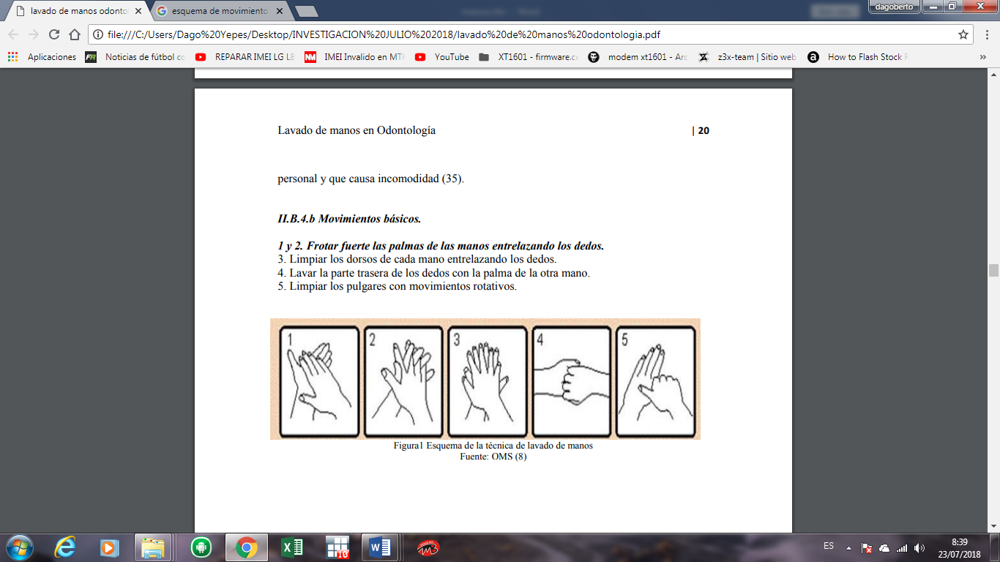 lavado de manos odonto
esquema de movimiento
dagoberto
file:///C:/Users/Dago%20Yepes/Desktop/INVESTIGACION%20JULIO%202018/lavado%20de%20manos%20odontologia.pdf
Aplicaciones
FR Noticias de fútbol co
REPARAR IMEI LG L8
NM IMEI Invalido en MT
YouTube
XT1601 - firmware.ce
modem xt1601 - Arc
z3x-team | Sitio web
a How to Flash Stock F
»
Lavado de manos en Odontología | 20
personal y que causa incomodidad (35).
II.B.4.b Movimientos básicos.
1 y 2. Frotar fuerte las palmas de las manos entrelazando los dedos.
3. Limpiar los dorsos de cada mano entrelazando los dedos.
4. Lavar la parte trasera de los dedos con la palma de la otra mano.
5. Limpiar los pulgares con movimientos rotativos.
1 2 3 4 5
Figura1 Esquema de la técnica de lavado de manos
Fuente: OMS (8)
10
ES
8:39
23/07/2018